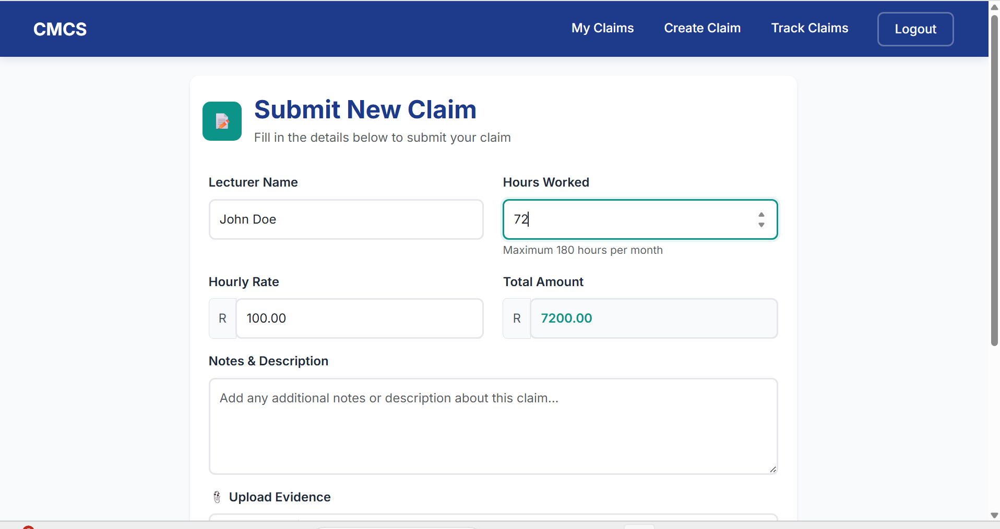 CMCS
My Claims
Create Claim
Track Claims
Logout
Submit New Claim
Fill in the details below to submit your claim
Lecturer Name
Hours Worked
John Doe
72
Maximum 180 hours per month
Hourly Rate
Total Amount
R 100.00
R 7200.00
Notes & Description
Add any additional notes or description about this claim...
Upload Evidence